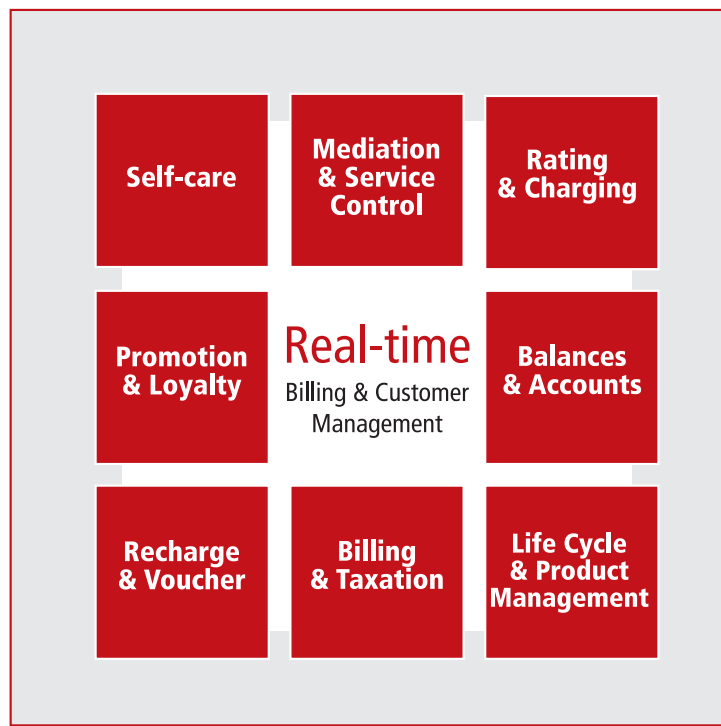 Self-care
Mediation
& Service
Control
Rating
& Charging
Promotion
& Loyalty
Real-time
Billing & Customer
Management
Balances
& Accounts
Recharge
& Voucher
Billing
& Taxation
Life Cycle
& Product
Management